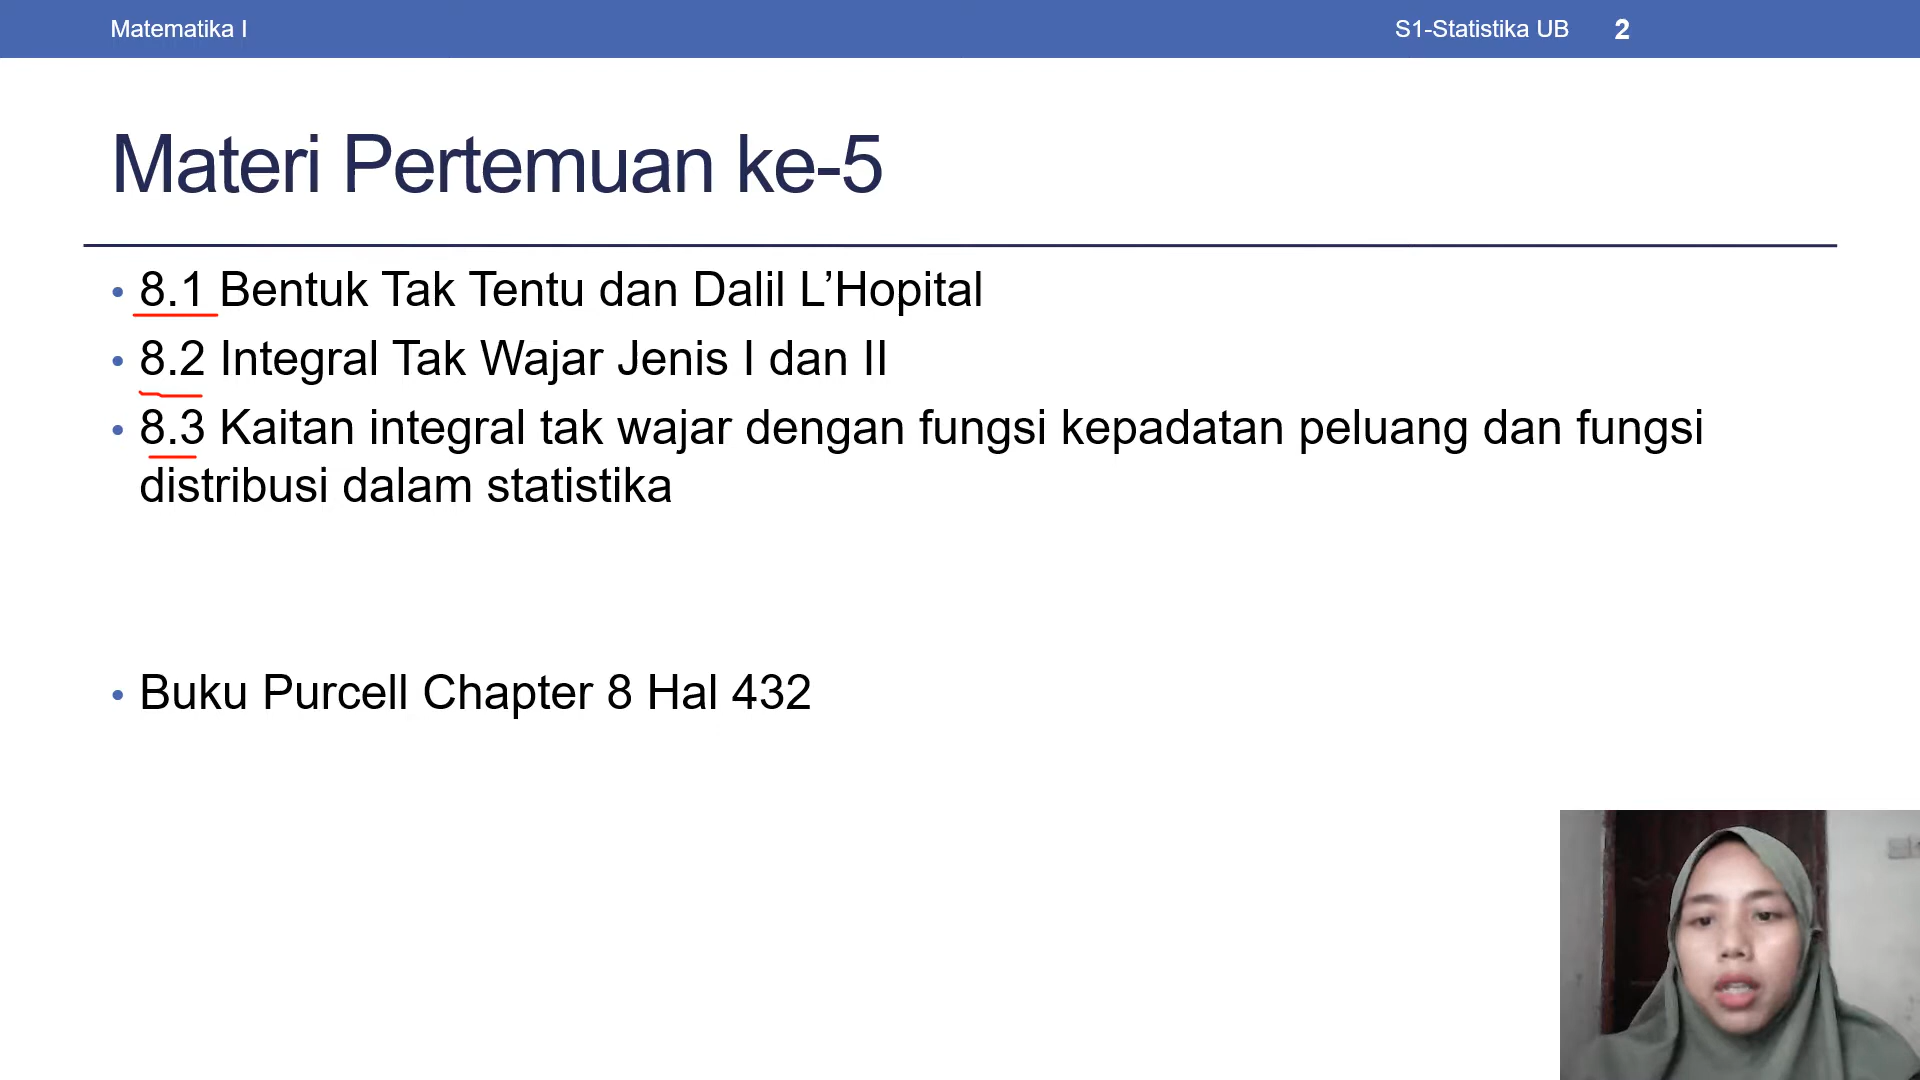 Matematika I
S1-Statistika UB
2
Materi Pertemuan ke-5
• 8.1 Bentuk Tak Tentu dan Dalil L’Hopital
• 8.2 Integral Tak Wajar Jenis I dan II
• 8.3 Kaitan integral tak wajar dengan fungsi kepadatan peluang dan fungsi
distribusi dalam statistika
• Buku Purcell Chapter 8 Hal 432